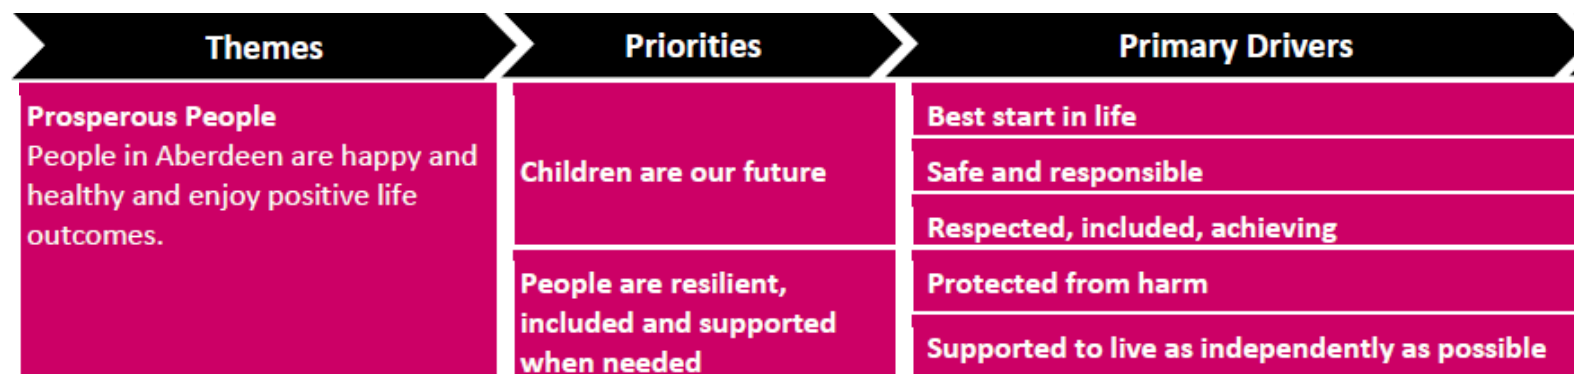 Themes
Priorities
Primary Drivers
Prosperous People
People in Aberdeen are happy and
healthy and enjoy positive life
outcomes.
Children are our future
Best start in life
Safe and responsible
Respected, included, achieving
People are resilient,
included and supported
when needed
Protected from harm
Supported to live as independently as possible